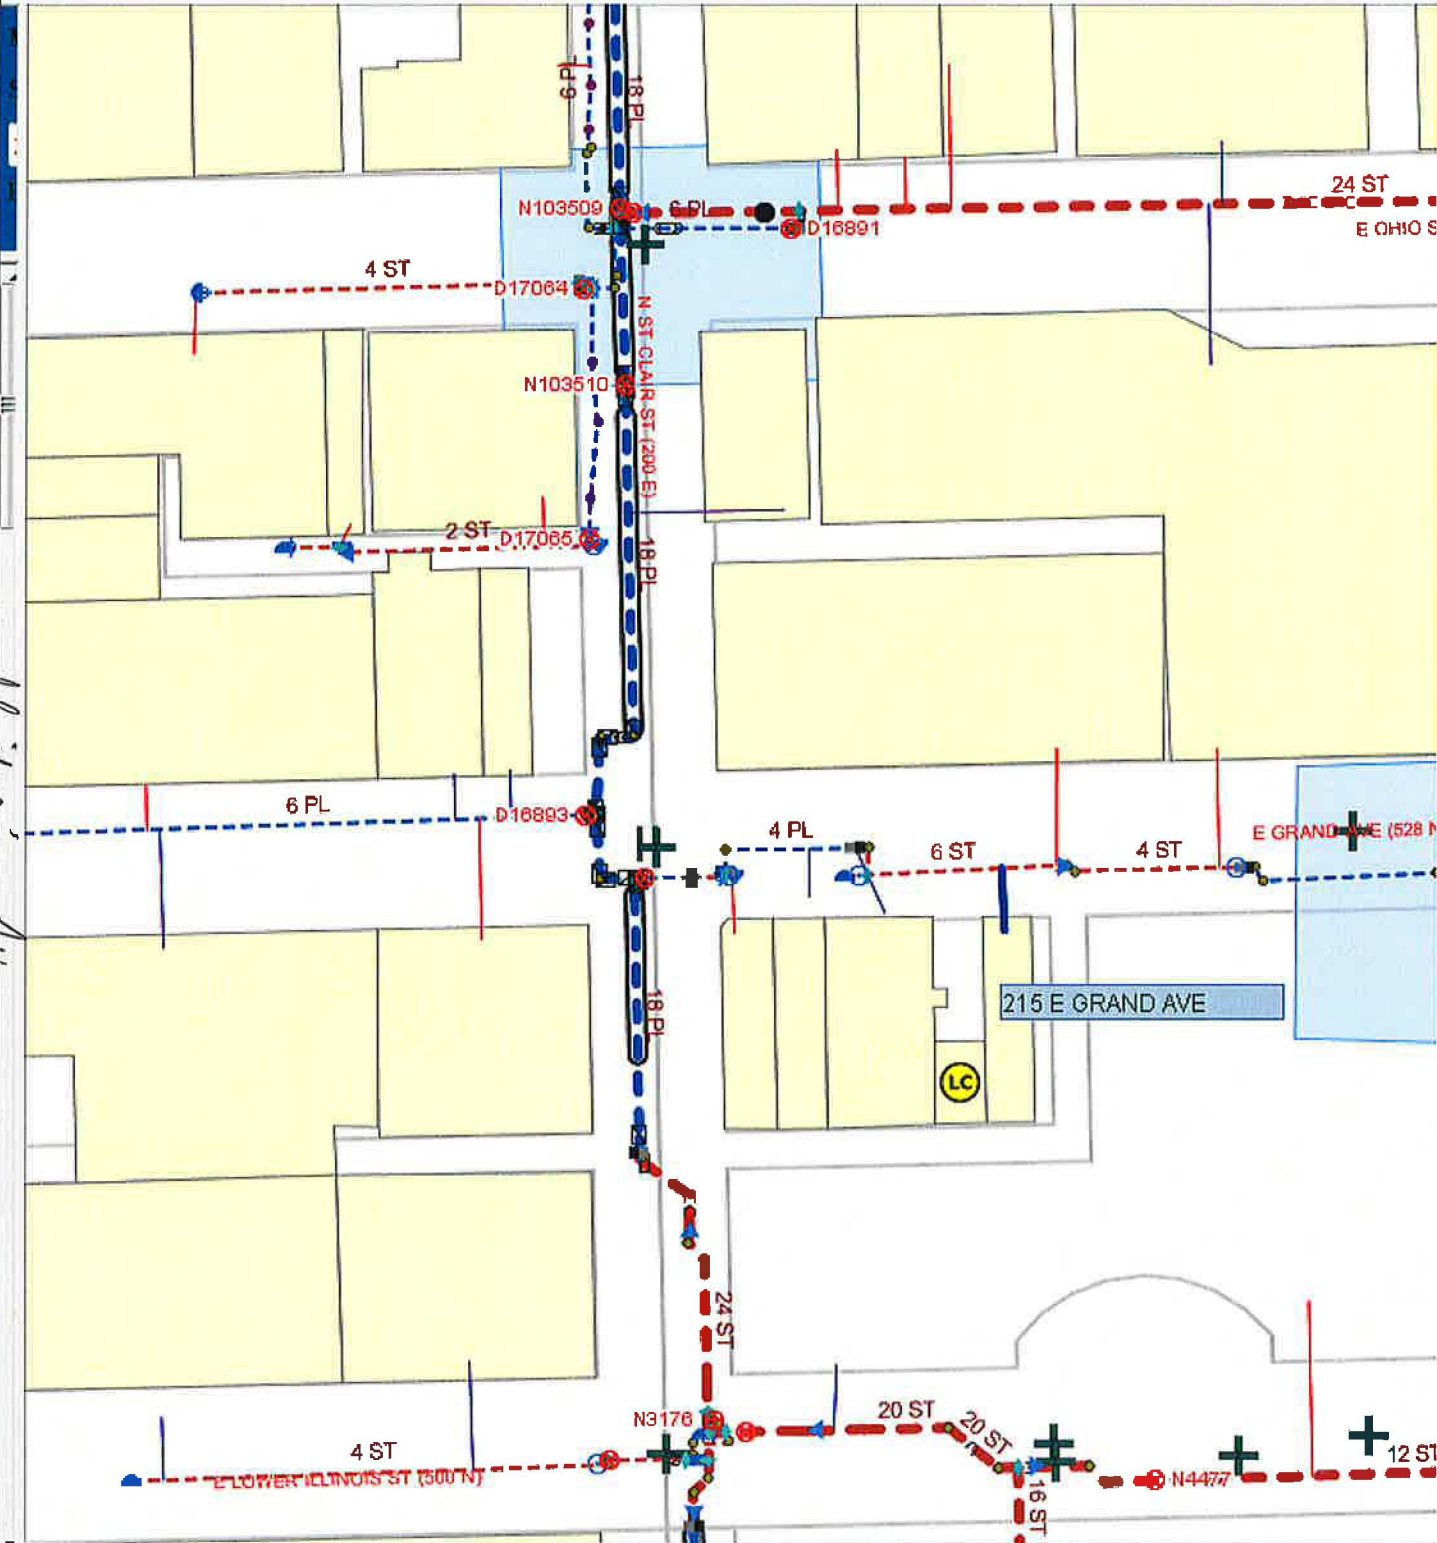 6 PL
18 PL
24 ST
N103509
6 PL
D16891
E OHIO S
4 ST
D17064
N ST CLAIR ST (200 E)
N103510
2 ST
D17065
18 PL
6 PL
D16893
4 PL
6 ST
4 ST
E GRAND AVE (528 N
18 PL
215 E GRAND AVE
LC
24 ST
N3176
20 ST
20 ST
4 ST
E LOWER ILLINOIS ST (500 N)
N4477
12 ST
16 ST